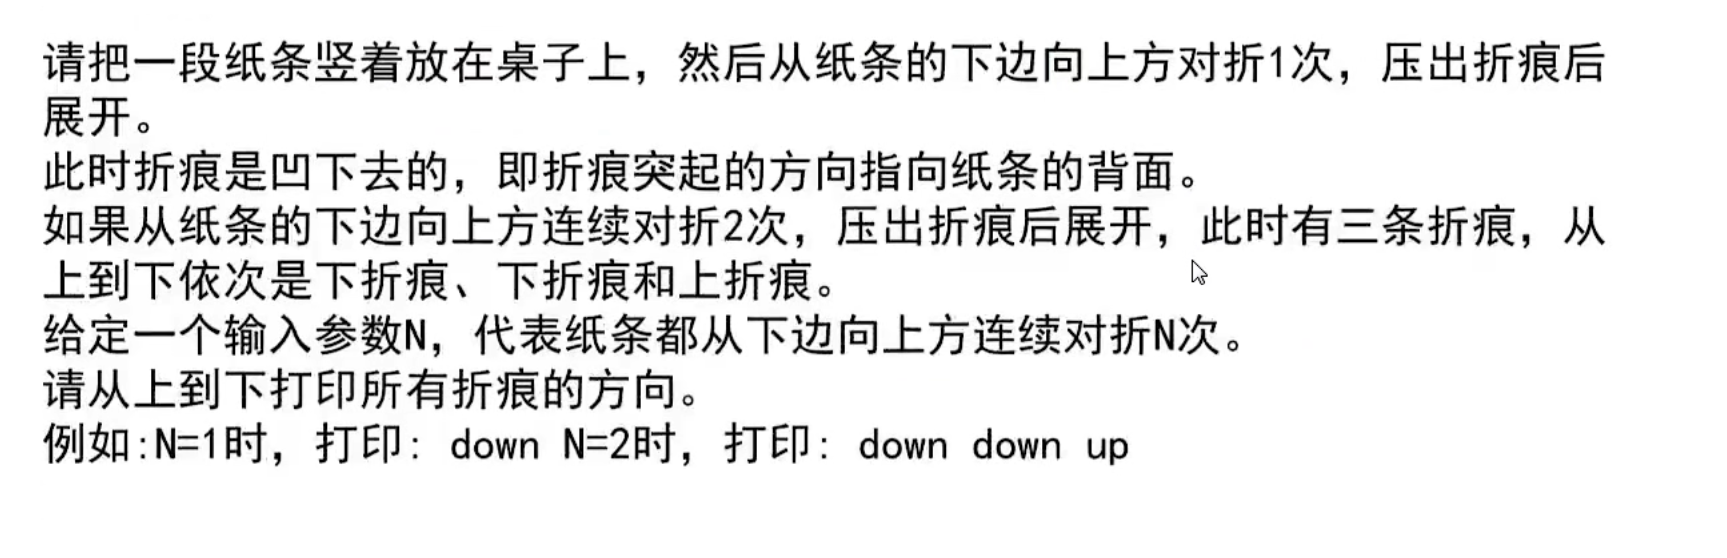 请把一段纸条竖着放在桌子上，然后从纸条的下边向上方对折1次，压出折痕后
展开。
此时折痕是凹下去的，即折痕突起的方向指向纸条的背面。
如果从纸条的下边向上方连续对折2次，压出折痕后展开，此时有三条折痕，从
上到下依次是下折痕、下折痕和上折痕。
给定一个输入参数N，代表纸条都从下边向上方连续对折N次。
请从上到下打印所有折痕的方向。
例如:N=1时，打印: down N=2时，打印: down down up